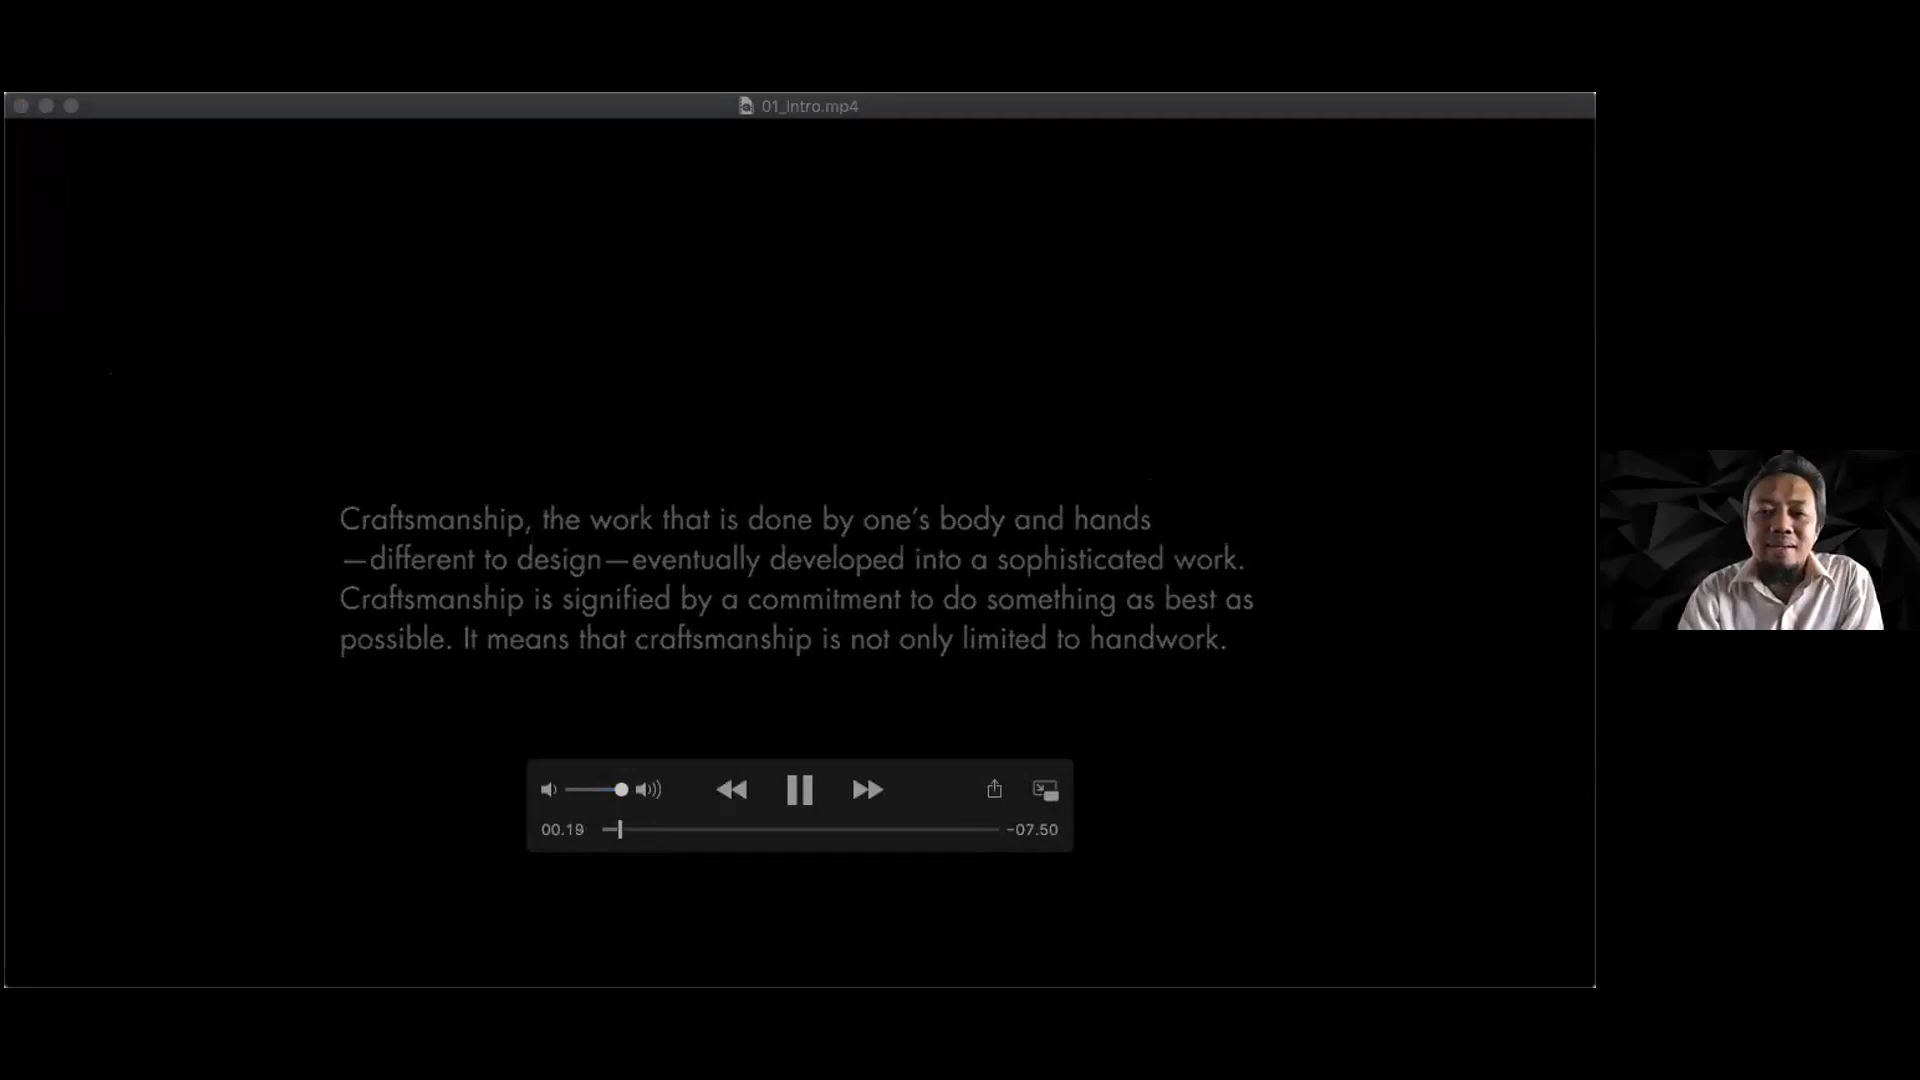 01_intro.mp4
Craftsmanship, the work that is done by one’s body and hands
—different to design—eventually developed into a sophisticated work.
Craftsmanship is signified by a commitment to do something as best as
possible. It means that craftsmanship is not only limited to handwork.
00.19
-07.50